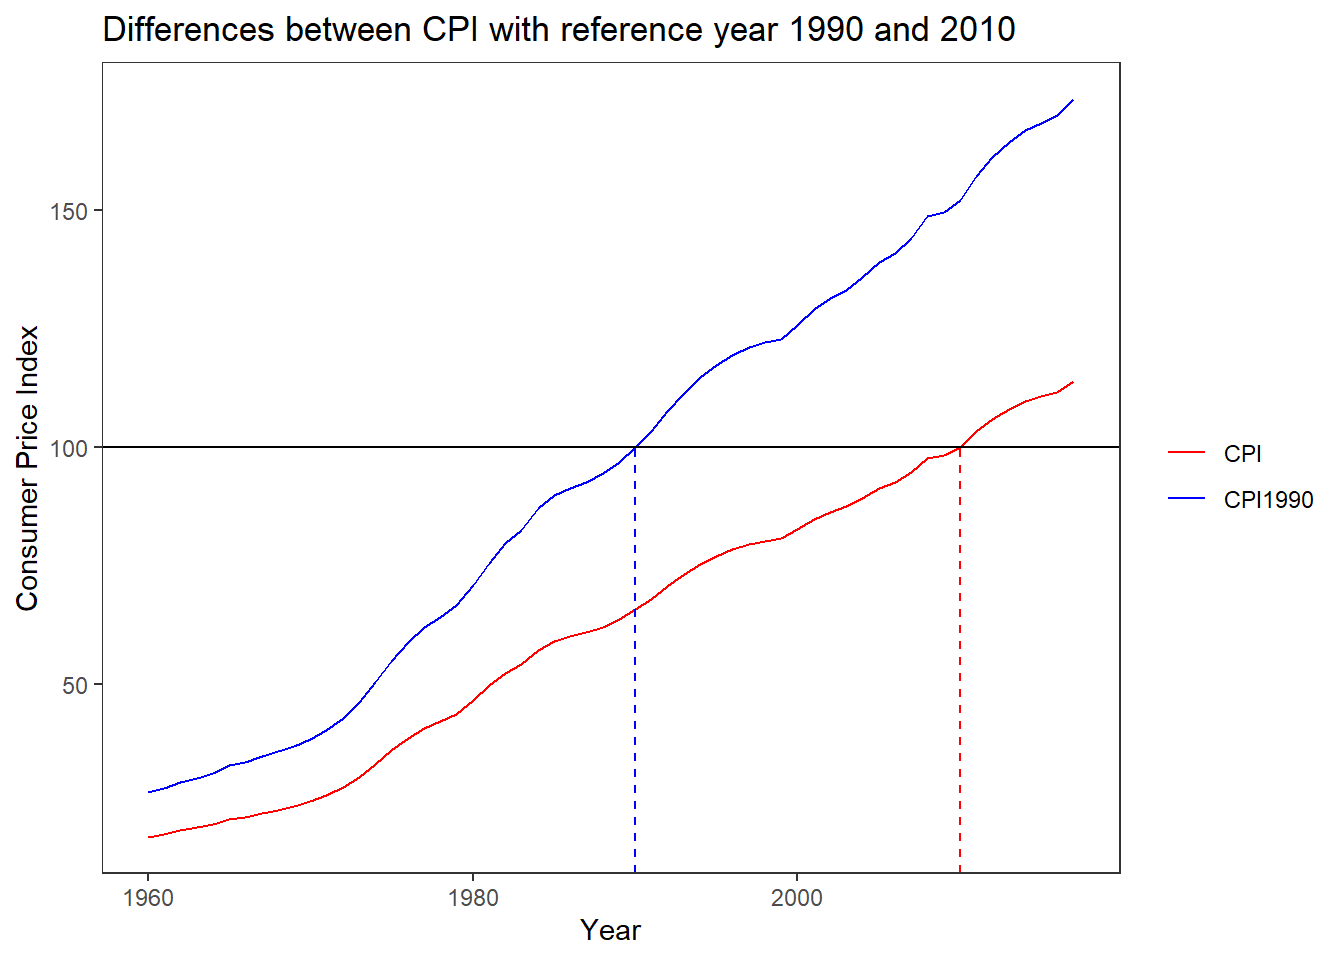 Differences between CPI with reference year 1990 and 2010
Consumer Price Index
150
100
50
1960
1980
2000
Year
CPI
CPI1990